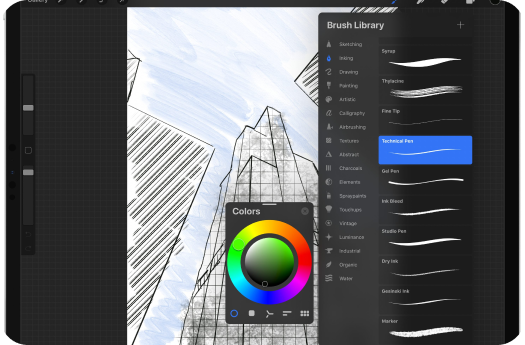 Gallery
Brush Library
Sketching
Inking
Drawing
Painting
Artistic
Calligraphy
Airbrushing
Textures
Abstract
Charcoals
Elements
Spraypaints
Touchups
Vintage
Luminance
Industrial
Organic
Water
Syrup
Thylacine
Fine Tip
Technical Pen
Gel Pen
Ink Bleed
Studio Pen
Dry Ink
Gesinski Ink
Marker
Colors